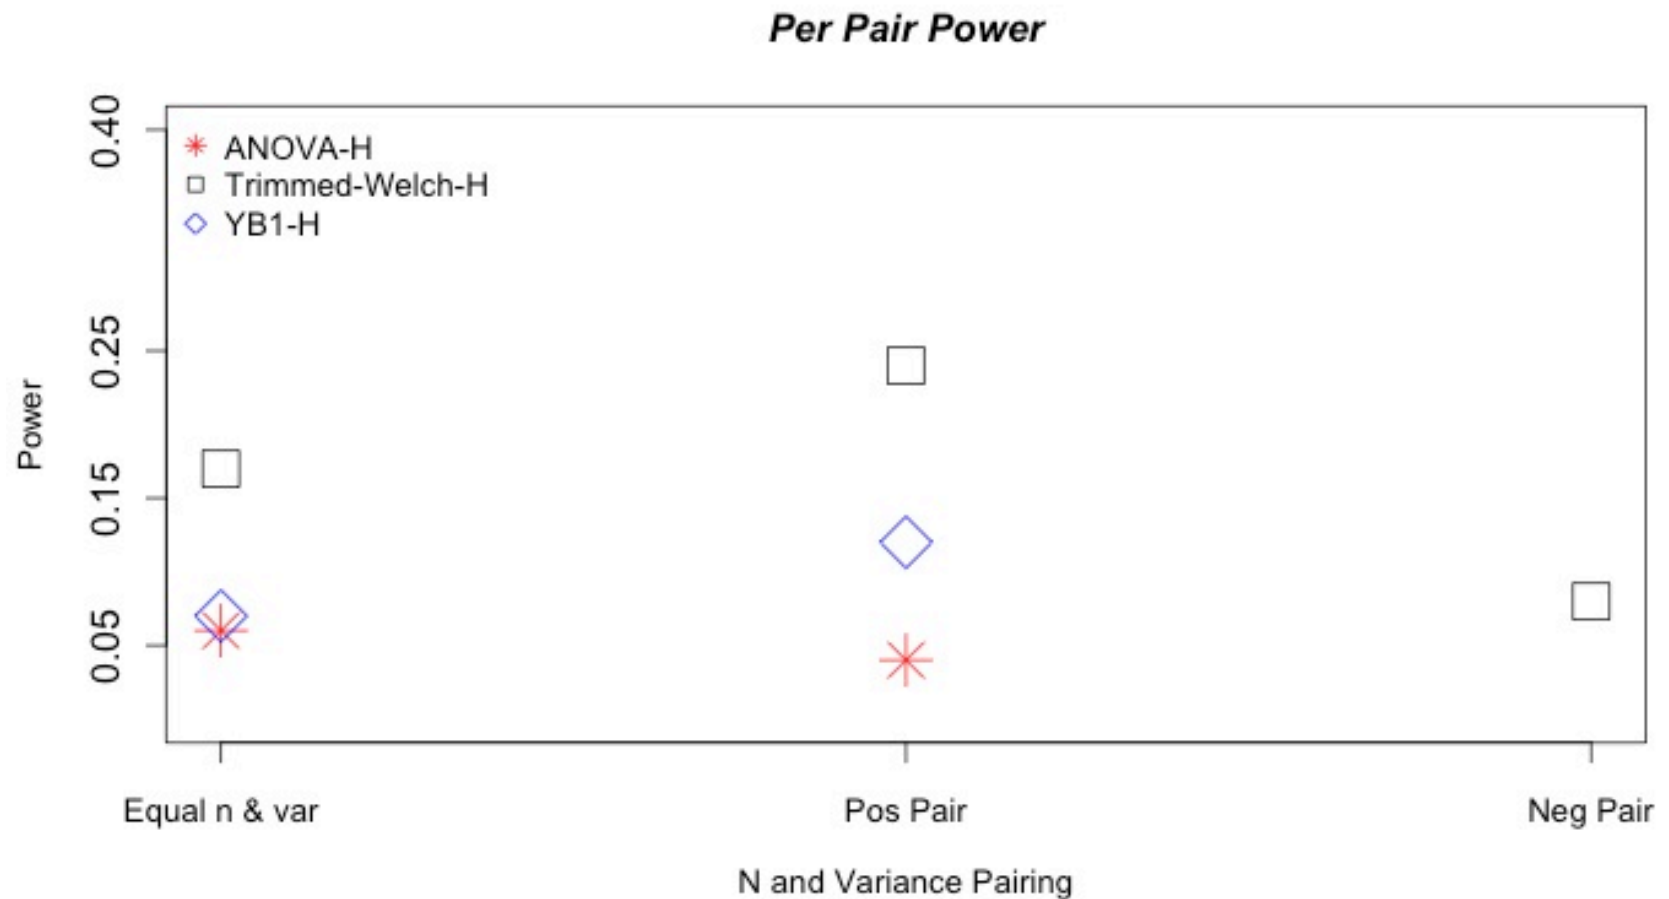 Per Pair Power
0.40
0.25
0.15
0.05
Power
ANOVA-H
Trimmed-Welch-H
YB1-H
Equal n & var
Pos Pair
Neg Pair
N and Variance Pairing